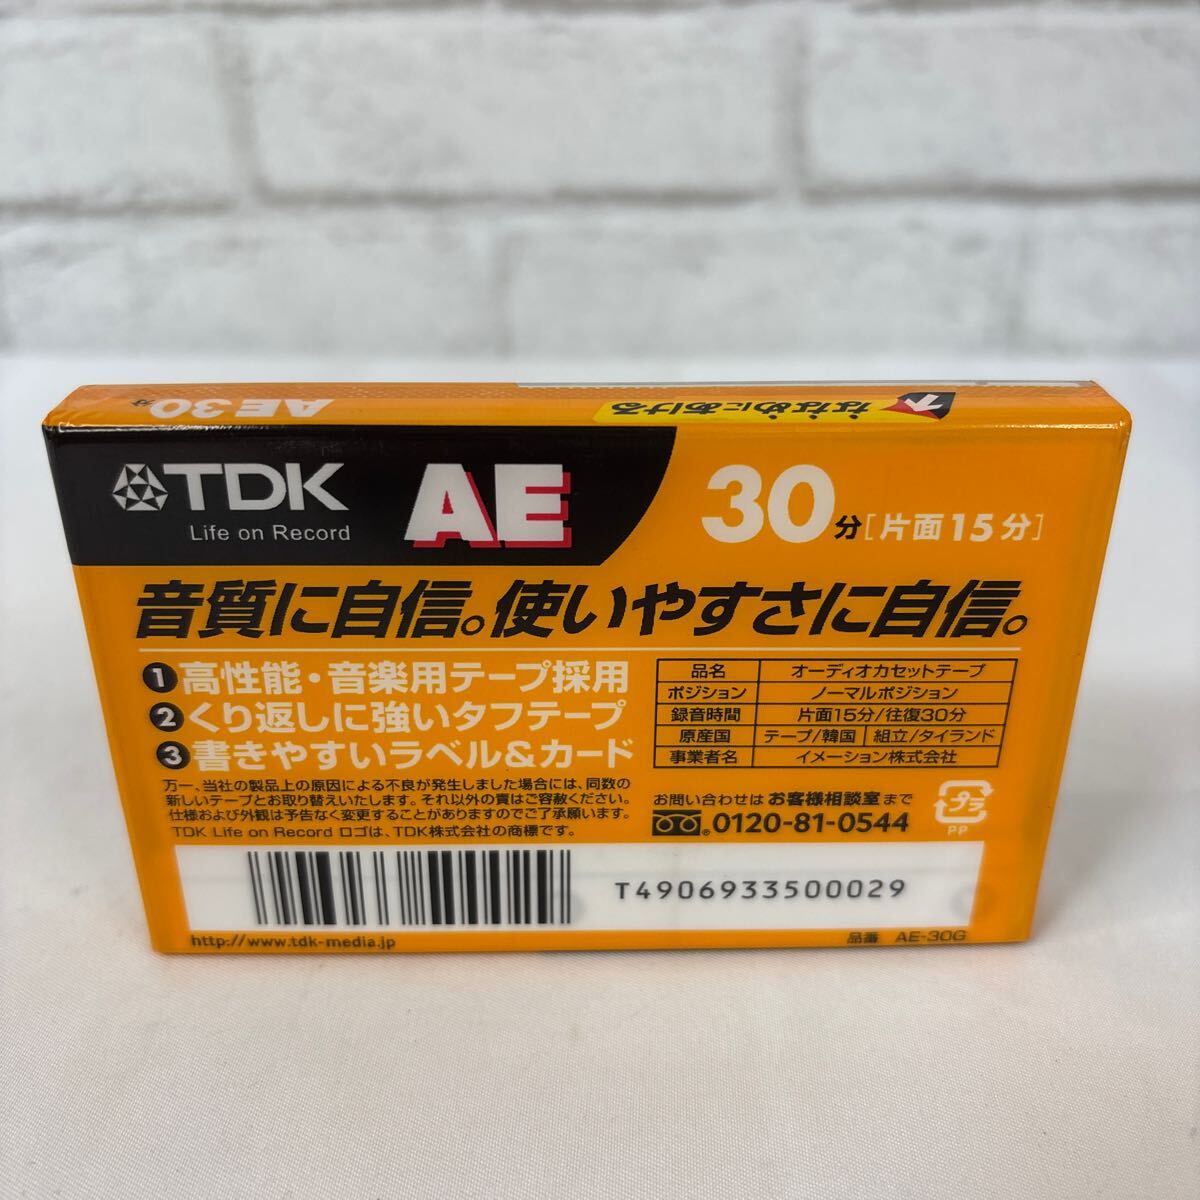 AE30分
ななめにあける
TDK
Life on Record
AE
30分[片面15分]
音質に自信。使いやすさに自信。
1 高性能・音楽用テープ採用
2 くり返しに強いタフテープ
3 書きやすいラベル&カード
品名 オーディオカセットテープ
ポジション ノーマルポジション
録音時間 片面15分/往復30分
原産国 テープ/韓国 組立/タイランド
事業者名 イメーション株式会社
万一、当社の製品上の原因による不良が発生しました場合には、同数の
新しいテープとお取り替えいたします。それ以外の責はご容赦ください。
仕様および外観は予告なく変更することがありますのでご了承願います。
TDK Life on Record ロゴは、TDK株式会社の商標です。
お問い合わせは お客様相談室まで
0120-81-0544
プラ
PP
T4906933500029
http://www.tdk-media.jp
品番 AE-30G